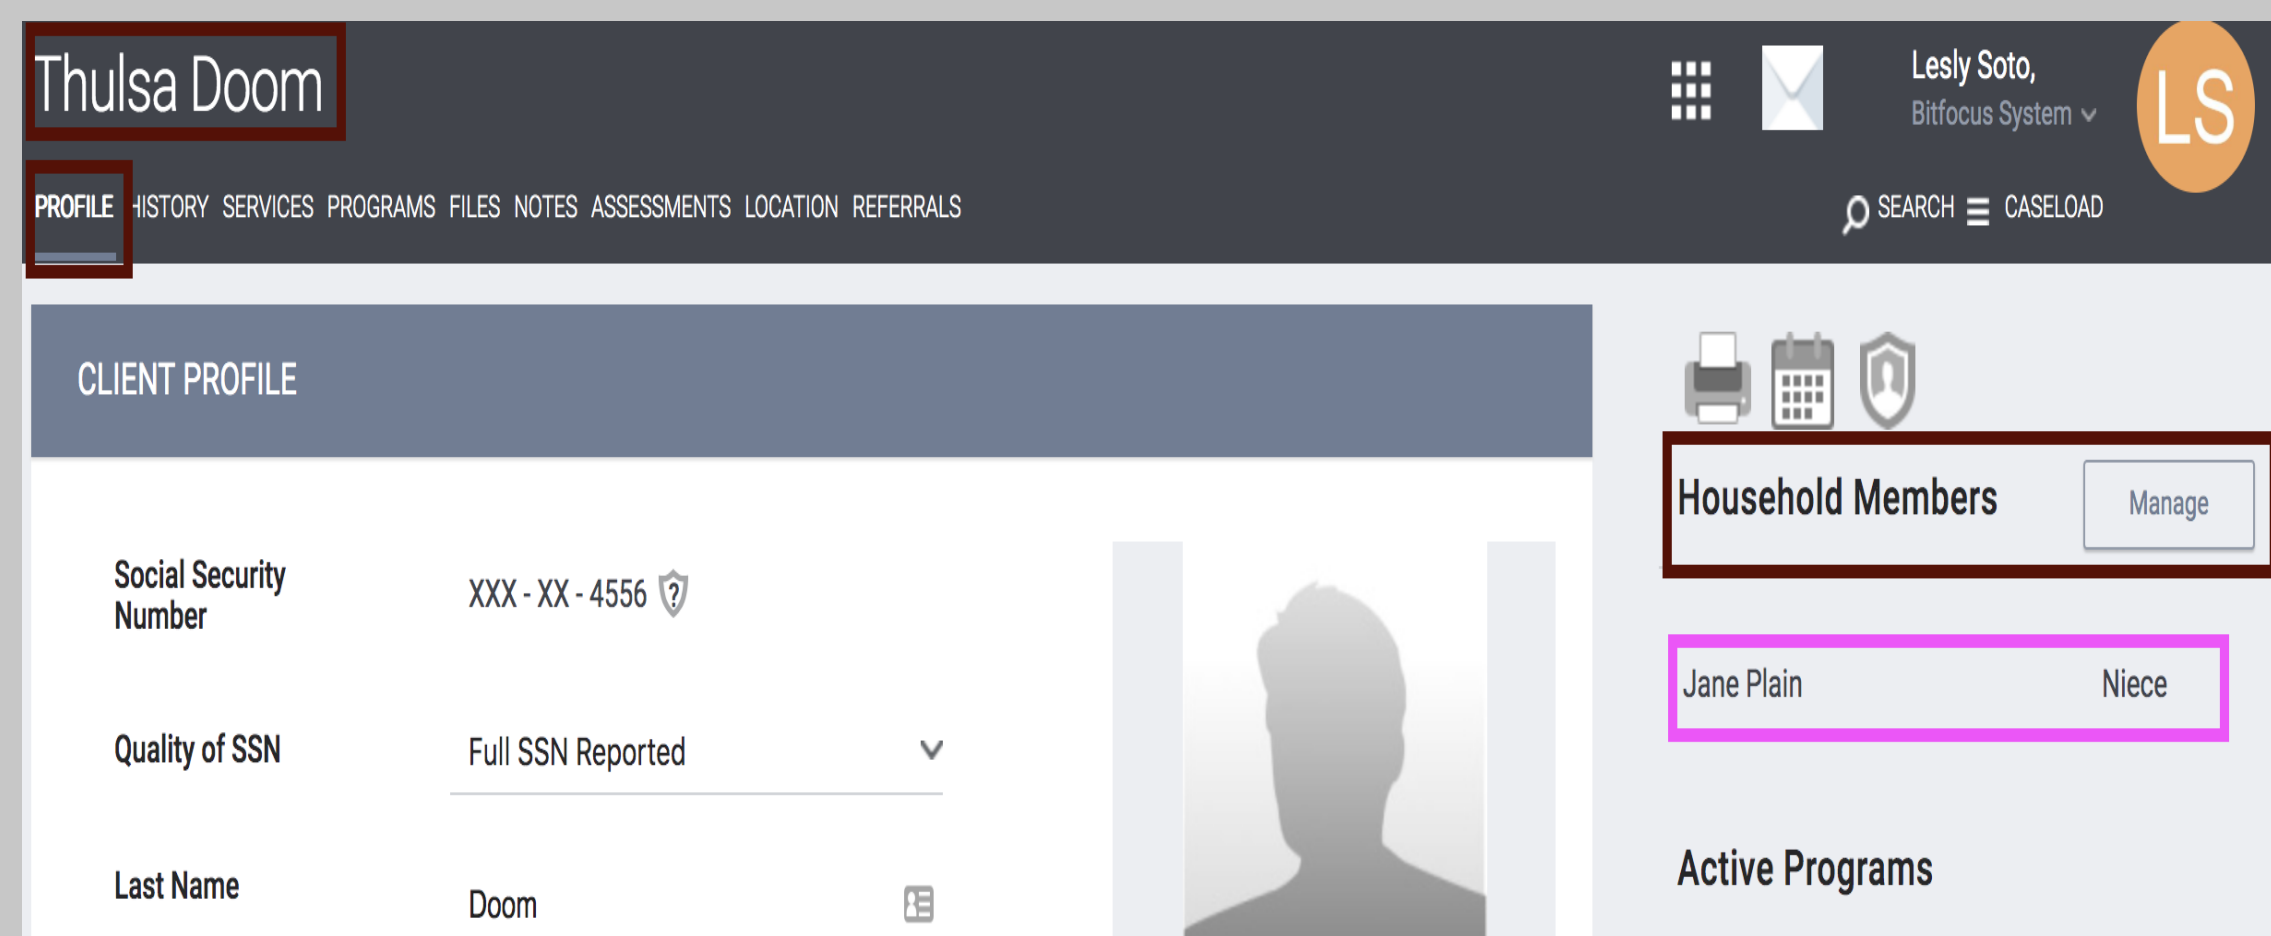 Thulsa Doom
Lesly Soto,
Bitfocus System
LS
PROFILE HISTORY SERVICES PROGRAMS FILES NOTES ASSESSMENTS LOCATION REFERRALS
SEARCH CASELOAD
CLIENT PROFILE
Household Members Manage
Social Security
Number
XXX - XX - 4556 ?
Jane Plain Niece
Quality of SSN Full SSN Reported
Active Programs
Last Name Doom